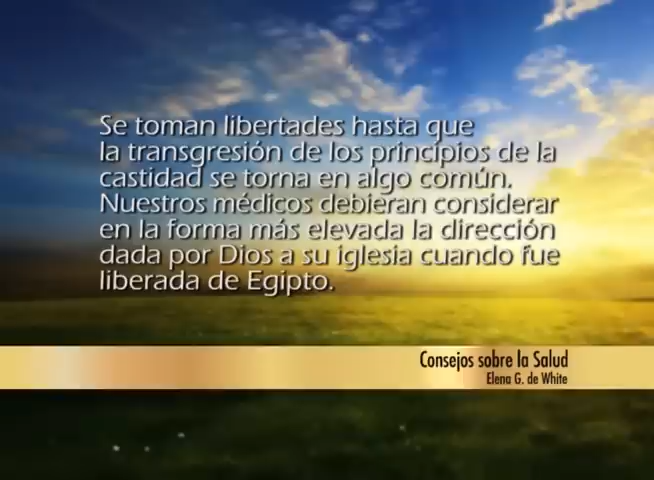 Se toman libertades hasta que
la transgresión de los principios de la
castidad se torna en algo común.
Nuestros médicos debieran considerar
en la forma más elevada la dirección
dada por Dios a su iglesia cuando fue
liberada de Egipto.
Consejos sobre la Salud
Elena G. de White